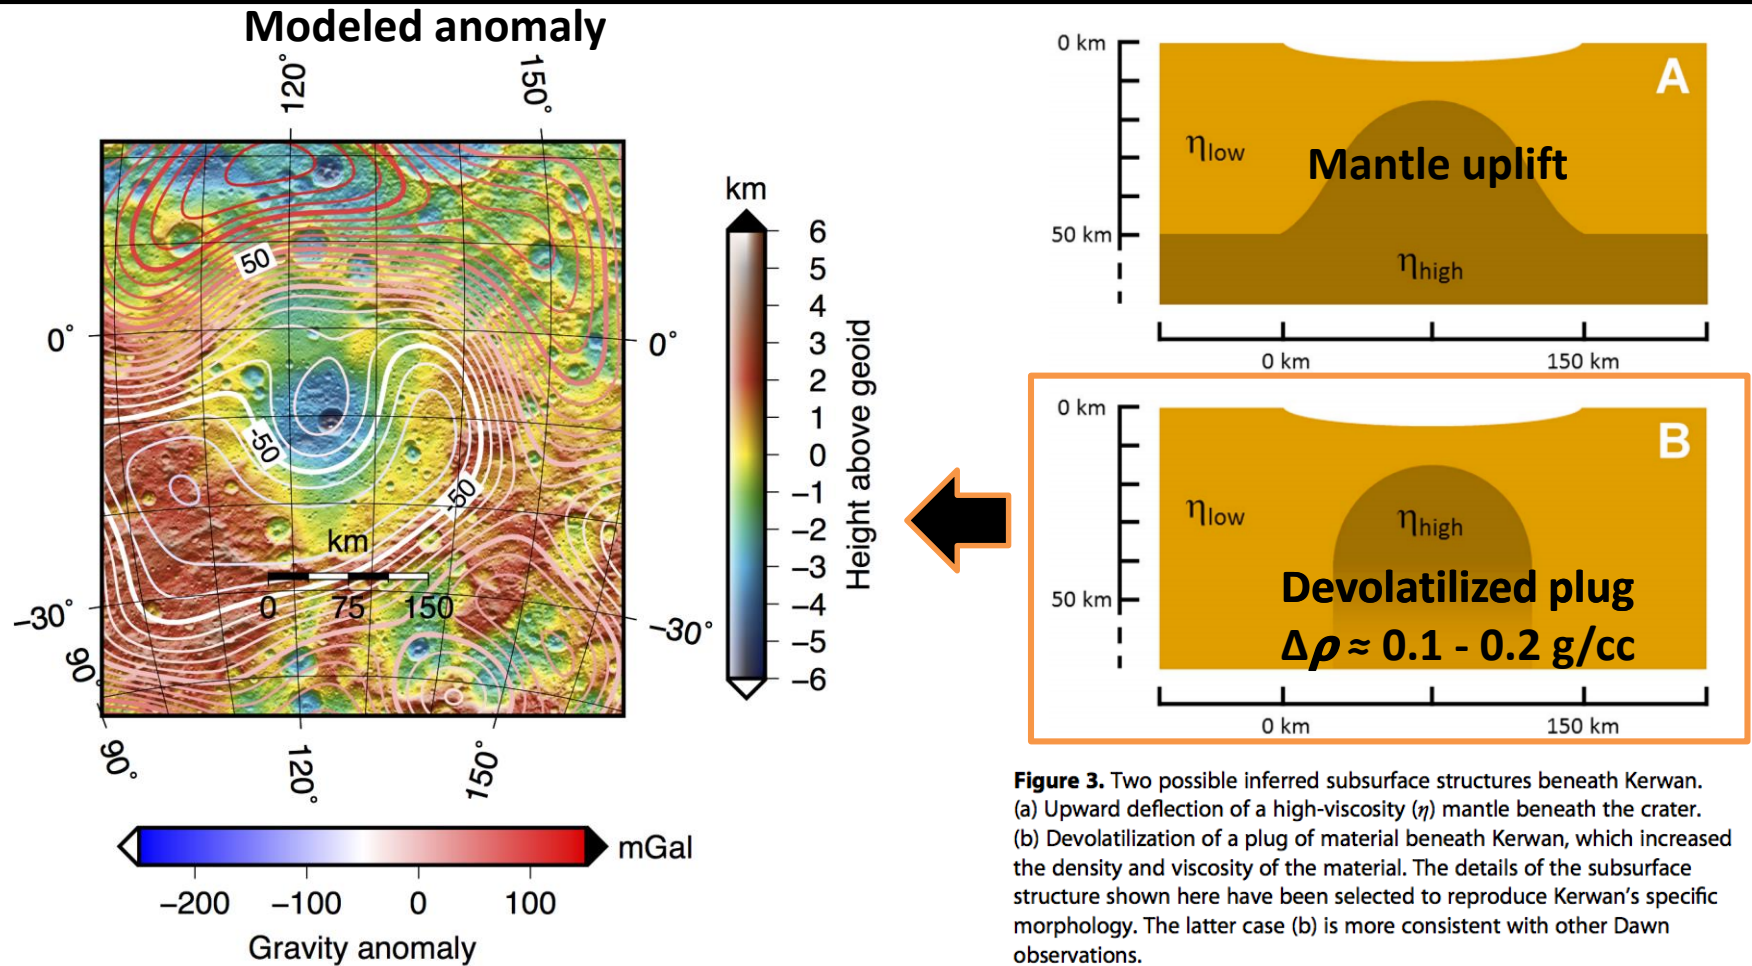 Modeled anomaly
120°
150°
50
0°
0°
-50
-50
km
0 75 150
−30°
−30°
90°
90°
120°
150°
mGal
−200 −100 0 100
Gravity anomaly
km
6
5
4
3
2
1
0
−1
−2
−3
−4
−5
−6
Height above geoid
0 km
A
ηlow
Mantle uplift
50 km
ηhigh
0 km 150 km
0 km
B
ηlow
ηhigh
Devolatilized plug
50 km
Δρ ≈ 0.1 - 0.2 g/cc
0 km 150 km
Figure 3. Two possible inferred subsurface structures beneath Kerwan.
(a) Upward deflection of a high-viscosity (η) mantle beneath the crater.
(b) Devolatilization of a plug of material beneath Kerwan, which increased
the density and viscosity of the material. The details of the subsurface
structure shown here have been selected to reproduce Kerwan's specific
morphology. The latter case (b) is more consistent with other Dawn
observations.